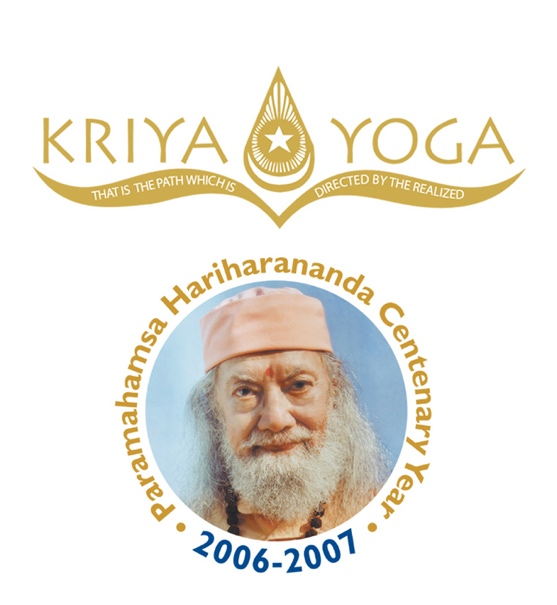 KRIYA YOGA
THAT IS THE PATH WHICH IS DIRECTED BY THE REALIZED
• Paramahamsa Hariharananda Centenary Year •
2006-2007